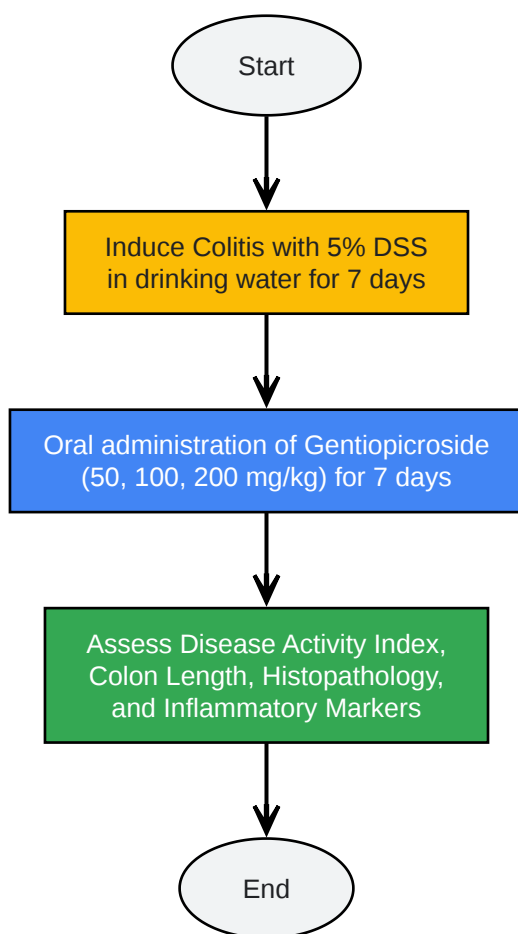 Start
Induce Colitis with 5% DSS
in drinking water for 7 days
Oral administration of Gentiopicroside
(50, 100, 200 mg/kg) for 7 days
Assess Disease Activity Index,
Colon Length, Histopathology,
and Inflammatory Markers
End